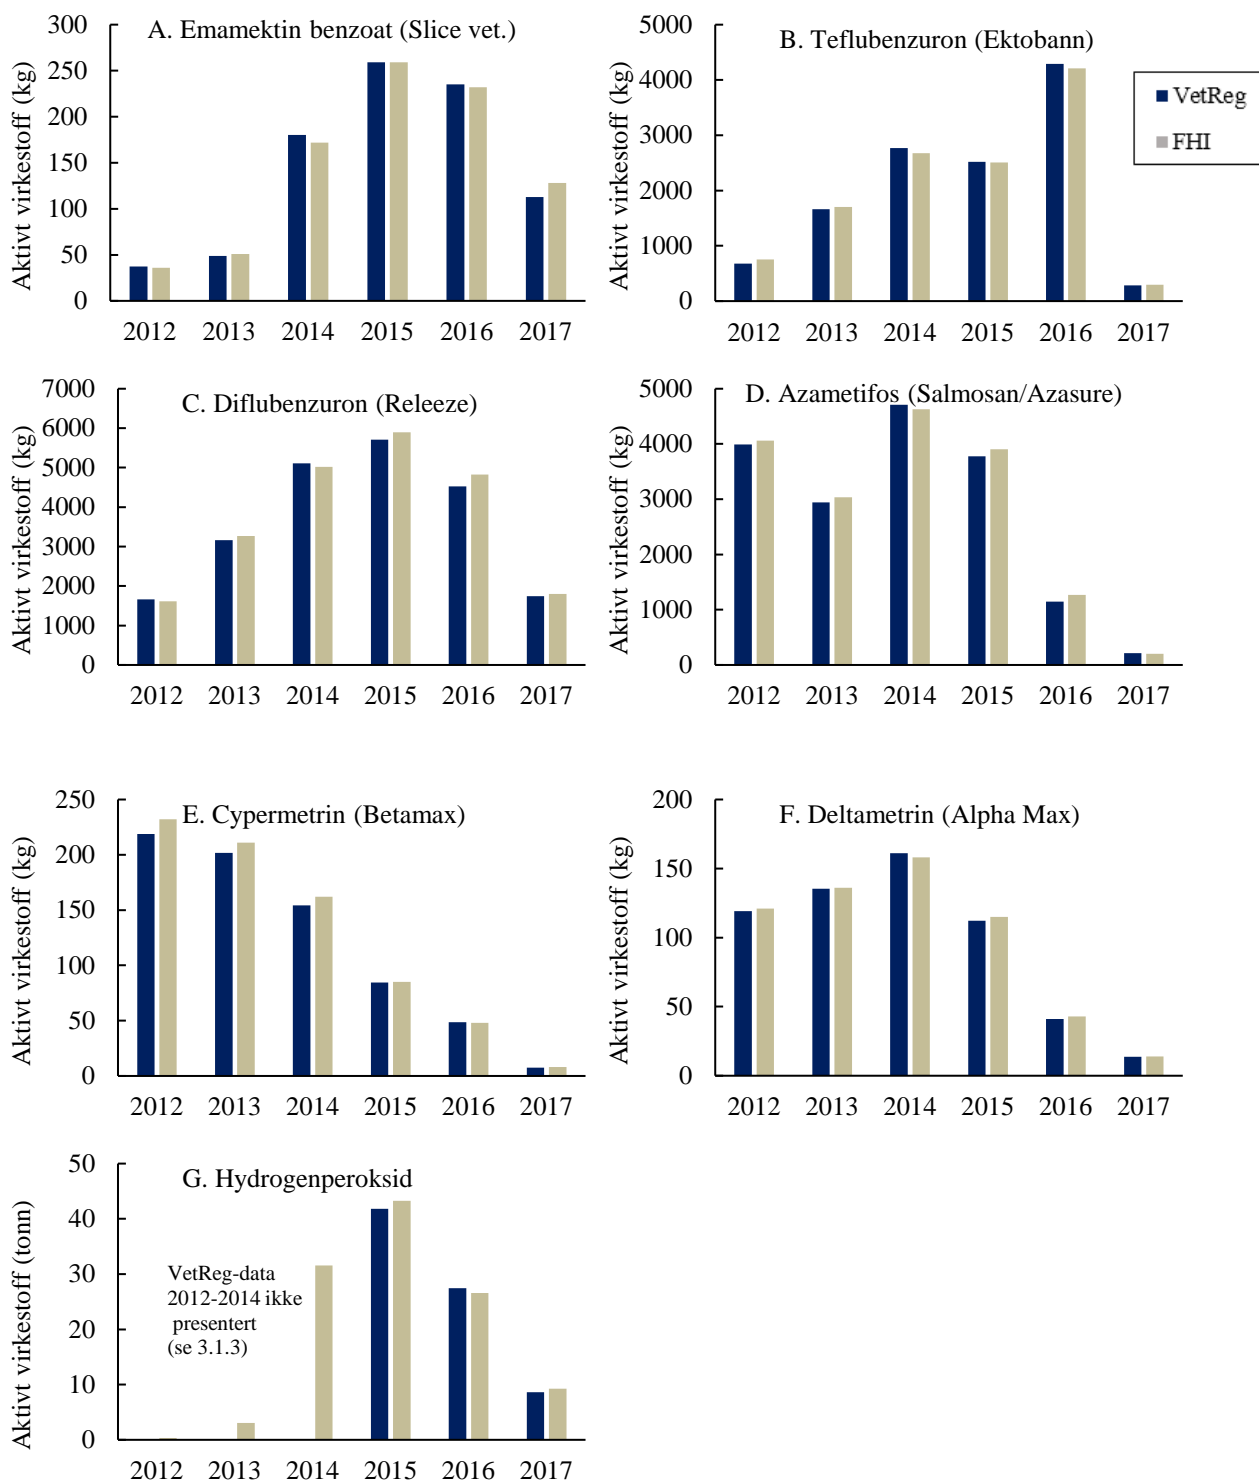 A. Emamektin benzoat (Slice vet.)
Aktivt virkestoff (kg)
300
250
200
150
100
50
0
2012 2013 2014 2015 2016 2017
B. Teflubenzuron (Ektobann)
Aktivt virkestoff (kg)
5000
4000
3000
2000
1000
0
2012 2013 2014 2015 2016 2017
VetReg
FHI
C. Diflubenzuron (Releeze)
Aktivt virkestoff (kg)
7000
6000
5000
4000
3000
2000
1000
0
2012 2013 2014 2015 2016 2017
D. Azametifos (Salmosan/Azasure)
Aktivt virkestoff (kg)
5000
4000
3000
2000
1000
0
2012 2013 2014 2015 2016 2017
E. Cypermetrin (Betamax)
Aktivt virkestoff (kg)
250
200
150
100
50
0
2012 2013 2014 2015 2016 2017
F. Deltametrin (Alpha Max)
Aktivt virkestoff (kg)
200
150
100
50
0
2012 2013 2014 2015 2016 2017
G. Hydrogenperoksid
Aktivt virkestoff (tonn)
50
40
30
20
10
0
VetReg-data
2012-2014 ikke
presentert
(se 3.1.3)
2012 2013 2014 2015 2016 2017